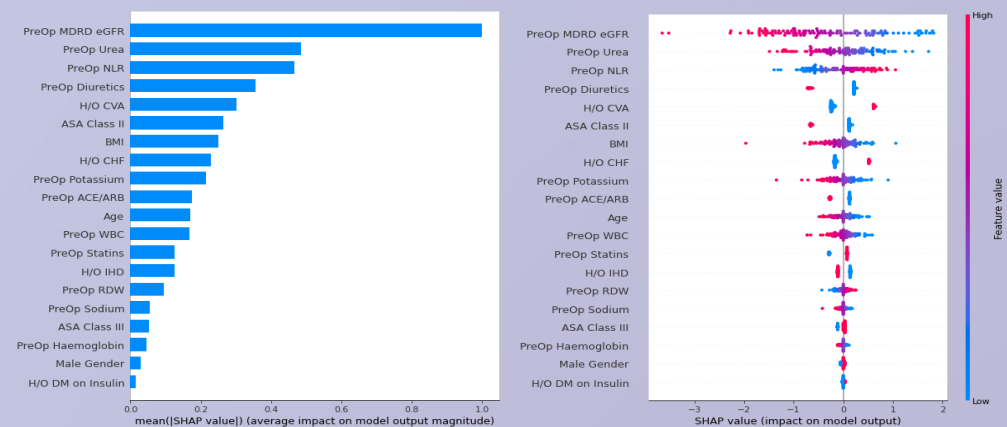 PreOp MDRD eGFR
PreOp Urea
PreOp NLR
PreOp Diuretics
H/O CVA
ASA Class II
BMI
H/O CHF
PreOp Potassium
PreOp ACE/ARB
Age
PreOp WBC
PreOp Statins
H/O IHD
PreOp RDW
PreOp Sodium
ASA Class III
PreOp Haemoglobin
Male Gender
H/O DM on Insulin
0.0 0.2 0.4 0.6 0.8 1.0
mean(|SHAP value|) (average impact on model output magnitude)
PreOp MDRD eGFR
PreOp Urea
PreOp NLR
PreOp Diuretics
H/O CVA
ASA Class II
BMI
H/O CHF
PreOp Potassium
PreOp ACE/ARB
Age
PreOp WBC
PreOp Statins
H/O IHD
PreOp RDW
PreOp Sodium
ASA Class III
PreOp Haemoglobin
Male Gender
H/O DM on Insulin
−3 −2 −1 0 1 2
SHAP value (impact on model output)
High
Feature value
Low